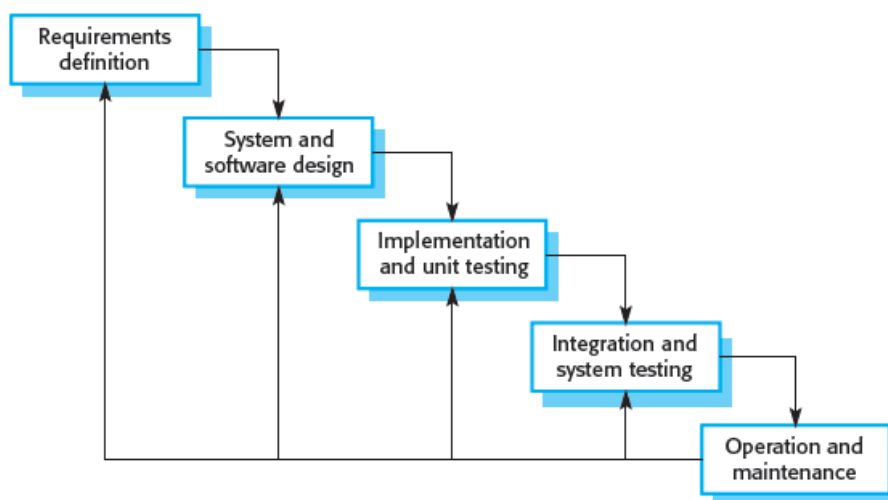 Requirements
definition
System and
software design
Implementation
and unit testing
Integration and
system testing
Operation and
maintenance